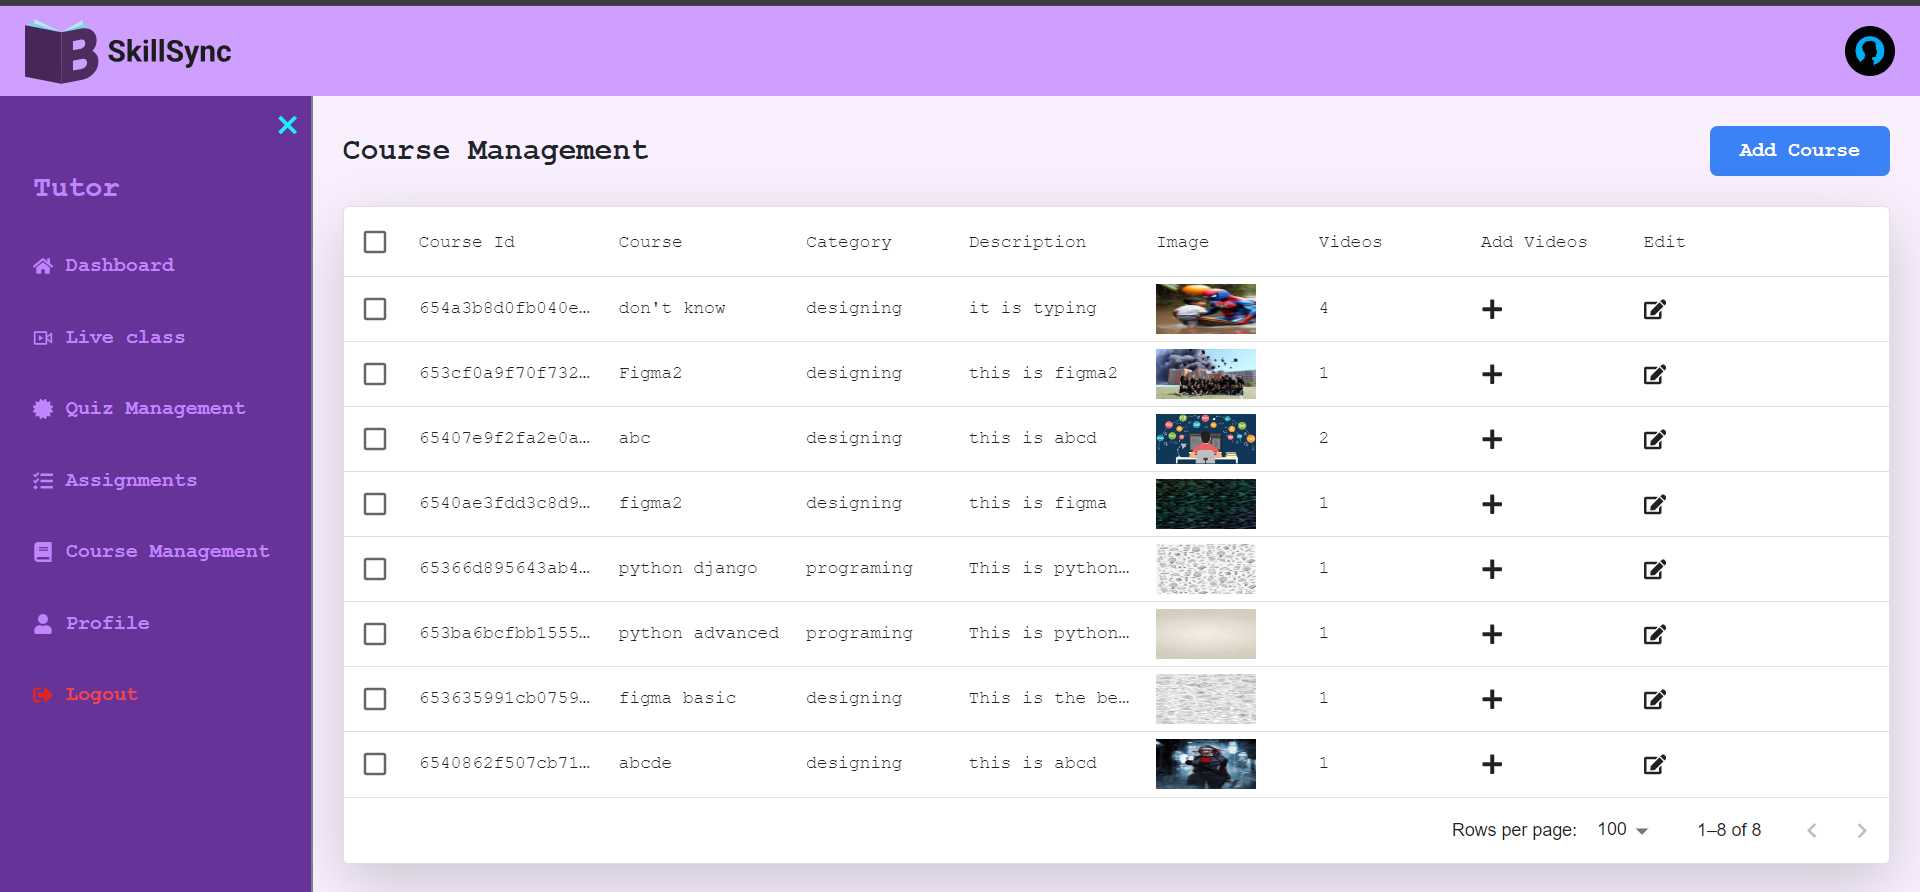 SkillSync
Tutor
Dashboard
Live class
Quiz Management
Assignments
Course Management
Profile
Logout
Course Management
Add Course
Course Id Course Category Description Image Videos Add Videos Edit
654a3b8d0fb040e... don't know designing it is typing 4
653cf0a9f70f732... Figma2 designing this is figma2 1
65407e9f2fa2e0a... abc designing this is abcd 2
6540ae3fdd3c8d9... figma2 designing this is figma 1
65366d895643ab4... python django programing This is python... 1
653ba6bcfbb1555... python advanced programing This is python... 1
653635991cb0759... figma basic designing This is the be... 1
6540862f507cb71... abcde designing this is abcd 1
Rows per page: 100 1–8 of 8